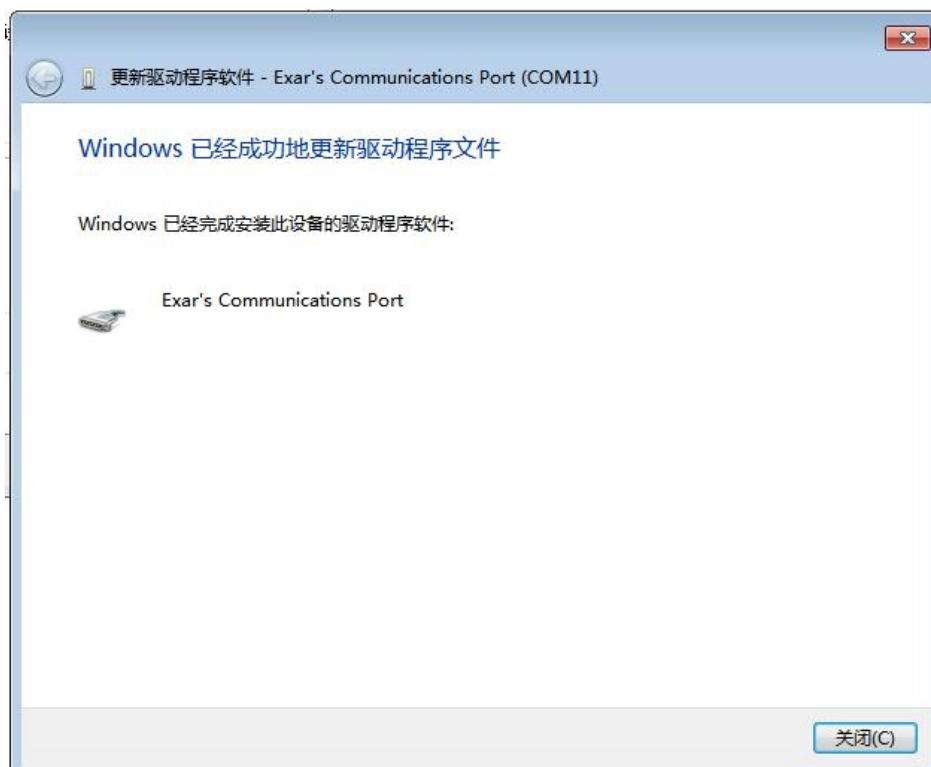 更新驱动程序软件 - Exar's Communications Port (COM11)
Windows 已经成功地更新驱动程序文件
Windows 已经完成安装此设备的驱动程序软件:
Exar's Communications Port
关闭(C)